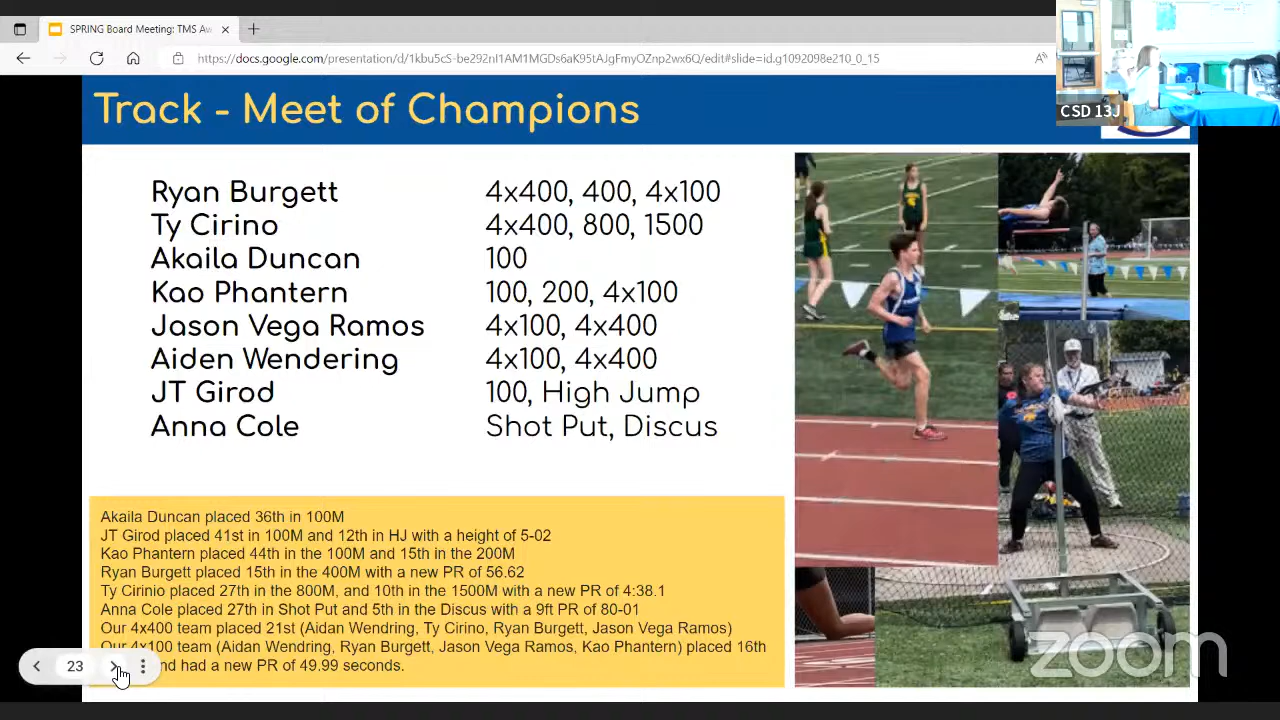 SPRING Board Meeting: TMS Aw
https://docs.google.com/presentation/d/1kbu5cS-be292nI1AM1MGDs6aK95tAJgFmyOZnp2wx6Q/edit#slide=id.g1092098e210_0_15
CSD 13J
Track - Meet of Champions
Ryan Burgett 4x400, 400, 4x100
Ty Cirino 4x400, 800, 1500
Akaila Duncan 100
Kao Phantern 100, 200, 4x100
Jason Vega Ramos 4x100, 4x400
Aiden Wendering 4x100, 4x400
JT Girod 100, High Jump
Anna Cole Shot Put, Discus
Akaila Duncan placed 36th in 100M
JT Girod placed 41st in 100M and 12th in HJ with a height of 5-02
Kao Phantern placed 44th in the 100M and 15th in the 200M
Ryan Burgett placed 15th in the 400M with a new PR of 56.62
Ty Cirinio placed 27th in the 800M, and 10th in the 1500M with a new PR of 4:38.1
Anna Cole placed 27th in Shot Put and 5th in the Discus with a 9ft PR of 80-01
Our 4x400 team placed 21st (Aidan Wendring, Ty Cirino, Ryan Burgett, Jason Vega Ramos)
Our 4x100 team (Aidan Wendring, Ryan Burgett, Jason Vega Ramos, Kao Phantern) placed 16th
nd had a new PR of 49.99 seconds.
23
zoom